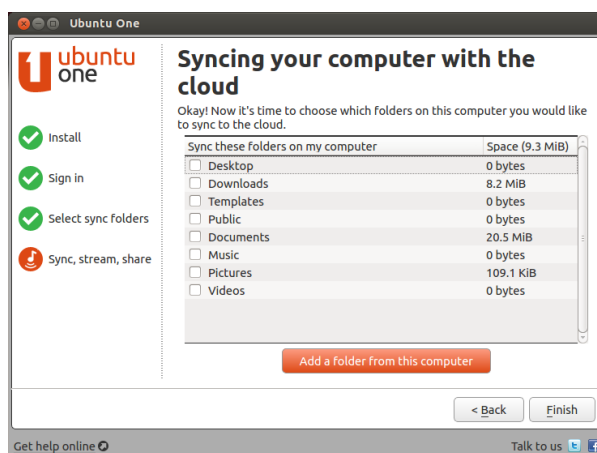 Ubuntu One
ubuntu
one
Install
Sign in
Select sync folders
Sync, stream, share
Syncing your computer with the
cloud
Okay! Now it's time to choose which folders on this computer you would like
to sync to the cloud.
Sync these folders on my computer Space (9.3 MiB)
Desktop 0 bytes
Downloads 8.2 MiB
Templates 0 bytes
Public 0 bytes
Documents 20.5 MiB
Music 0 bytes
Pictures 109.1 KiB
Videos 0 bytes
Add a folder from this computer
< Back Finish
Get help online Talk to us